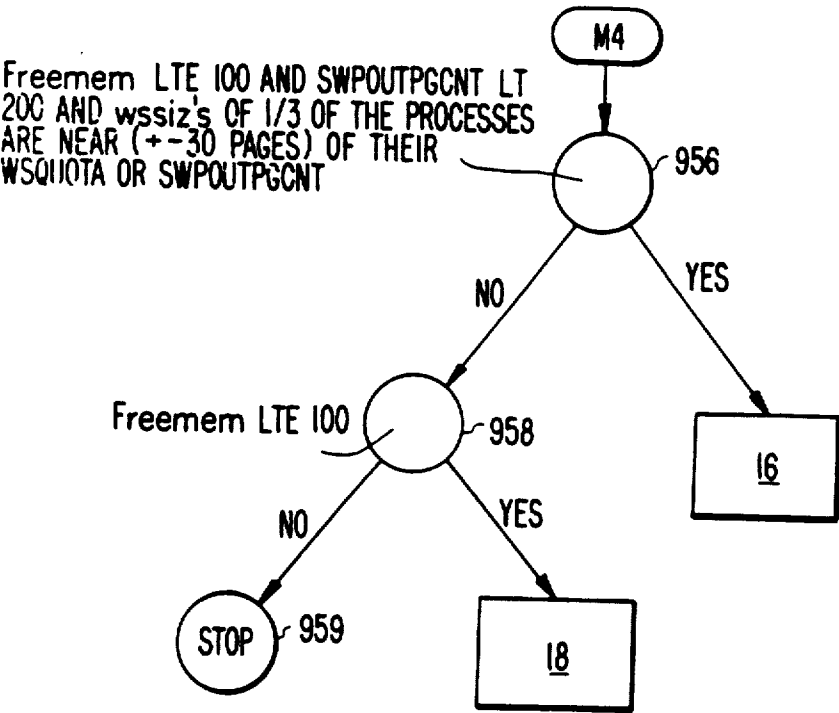 M4
Freemem LTE 100 AND SWPOUTPGCNT LT
200 AND wssiz's OF 1/3 OF THE PROCESSES
ARE NEAR (+-30 PAGES) OF THEIR
WSQUOTA OR SWPOUTPGCNT
956
NO
YES
Freemem LTE 100
958
16
NO
YES
STOP
959
18